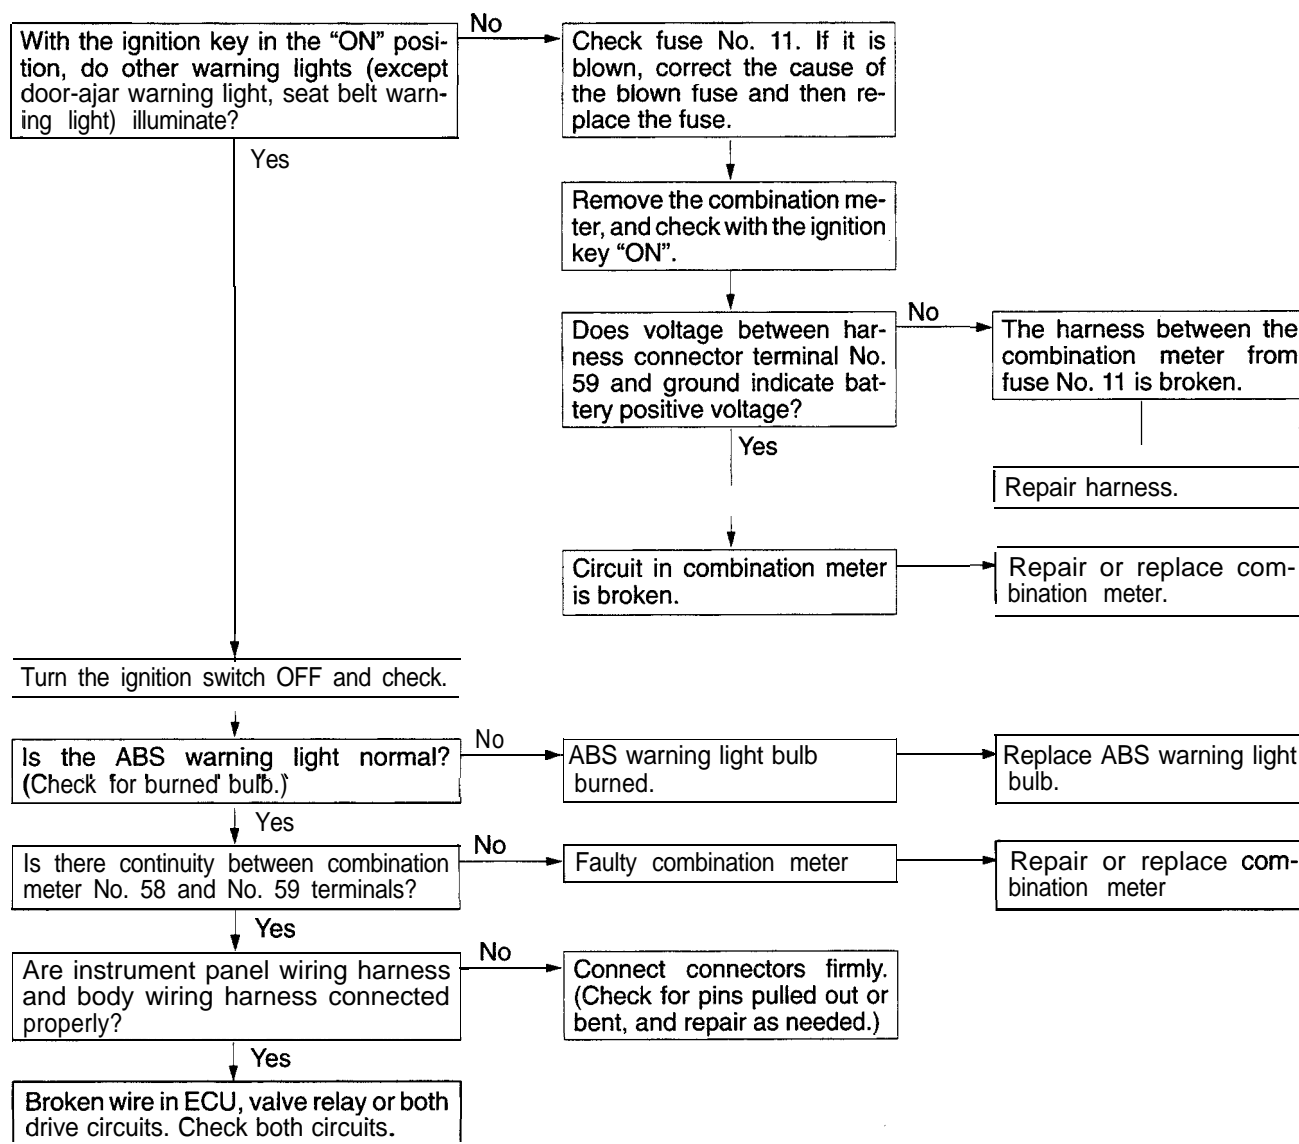 With the ignition key in the “ON” posi-
tion, do other warning lights (except
door-ajar warning light, seat belt warn-
ing light) illuminate?
No
Check fuse No. 11. If it is
blown, correct the cause of
the blown fuse and then re-
place the fuse.
Yes
Remove the combination me-
ter, and check with the ignition
key “ON”.
Does voltage between har-
ness connector terminal No.
59 and ground indicate bat-
tery positive voltage?
No
The harness between the
combination meter from
fuse No. 11 is broken.
Yes
Repair harness.
Circuit in combination meter
is broken.
Repair or replace com-
bination meter.
Turn the ignition switch OFF and check.
Is the ABS warning light normal?
(Check for burned bulb.)
No
ABS warning light bulb
burned.
Replace ABS warning light
bulb.
Yes
Is there continuity between combination
meter No. 58 and No. 59 terminals?
No
Faulty combination meter
Repair or replace com-
bination meter
Yes
Are instrument panel wiring harness
and body wiring harness connected
properly?
No
Connect connectors firmly.
(Check for pins pulled out or
bent, and repair as needed.)
Yes
Broken wire in ECU, valve relay or both
drive circuits. Check both circuits.